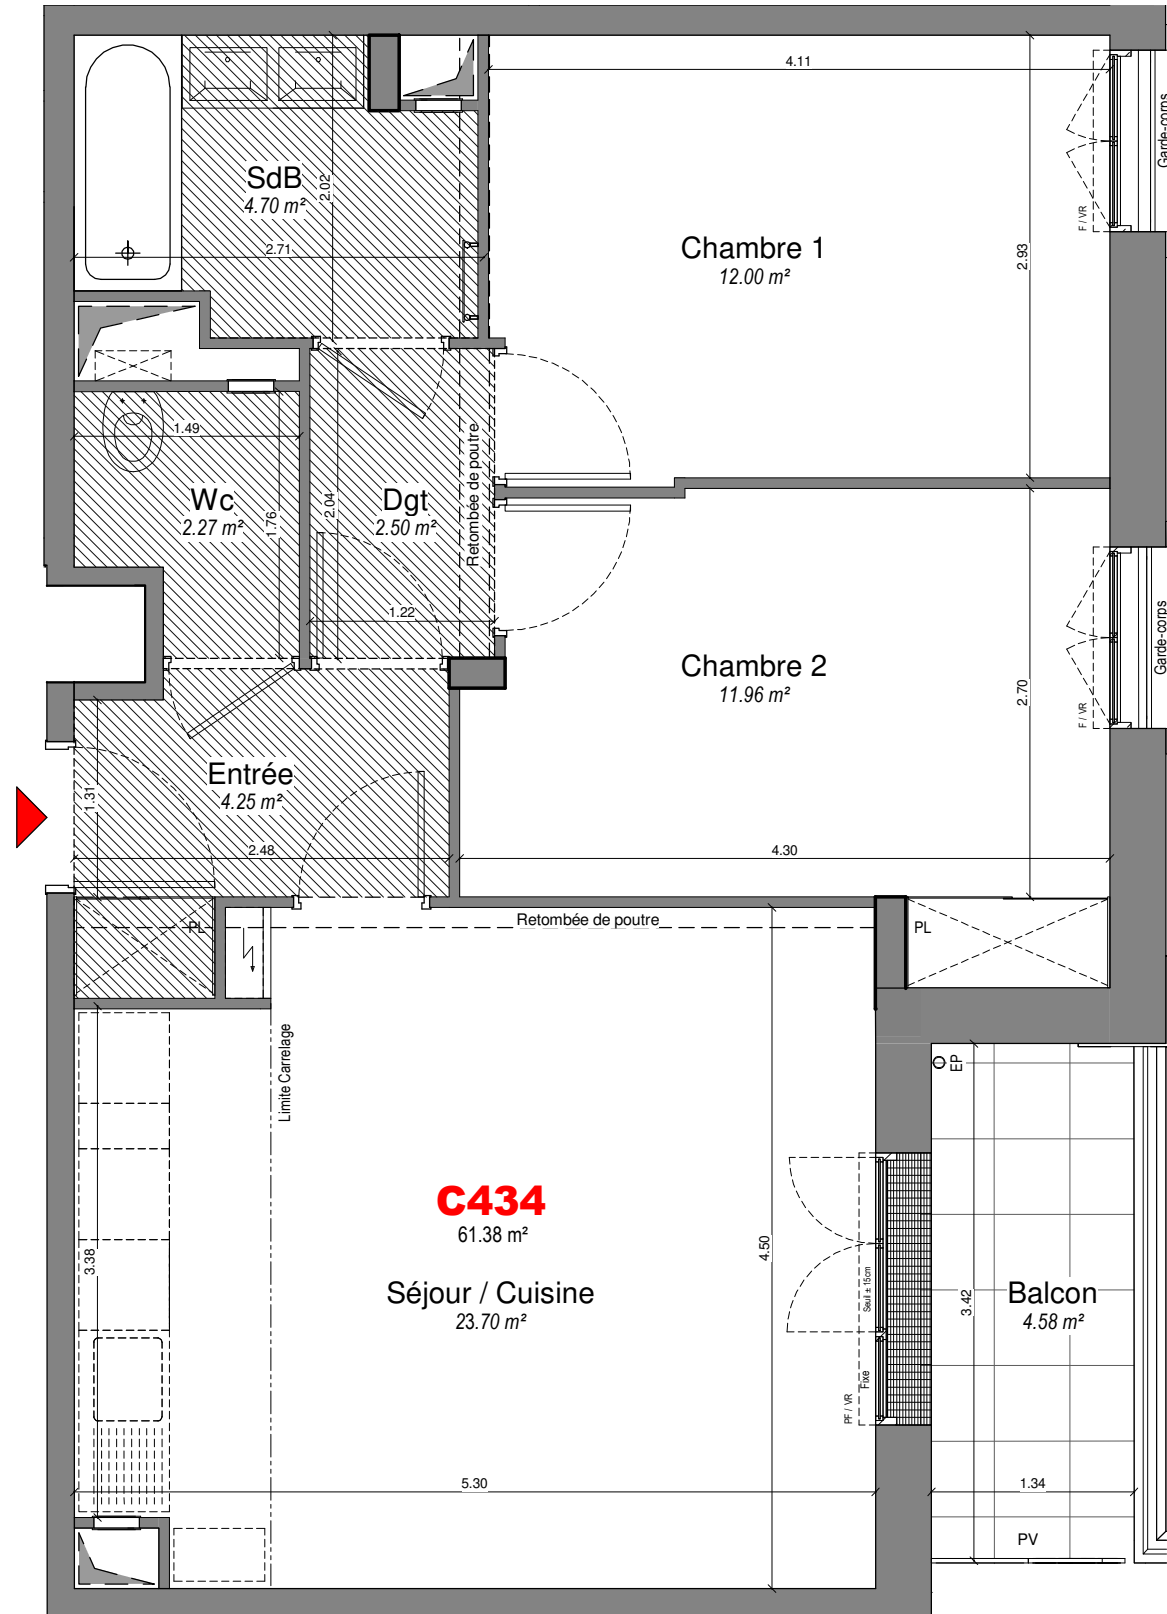 4.11
Garde-corps
SdB
4.70 m²
2.02
2.71
Chambre 1
12.00 m²
2.93
F / VR
1.49
Retombée de poutre
Wc
2.27 m²
1.76
2.04
Dgt
2.50 m²
1.22
Chambre 2
11.96 m²
2.70
Garde-corps
F / VR
Entrée
4.25 m²
1.31
2.48
4.30
PL
Retombée de poutre
PL
Limite Carrelage
EP
C434
61.38 m²
3.38
4.50
Séjour / Cuisine
23.70 m²
Seuil ± 15cm
Fixe
PF / VR
3.42
Balcon
4.58 m²
5.30
1.34
PV